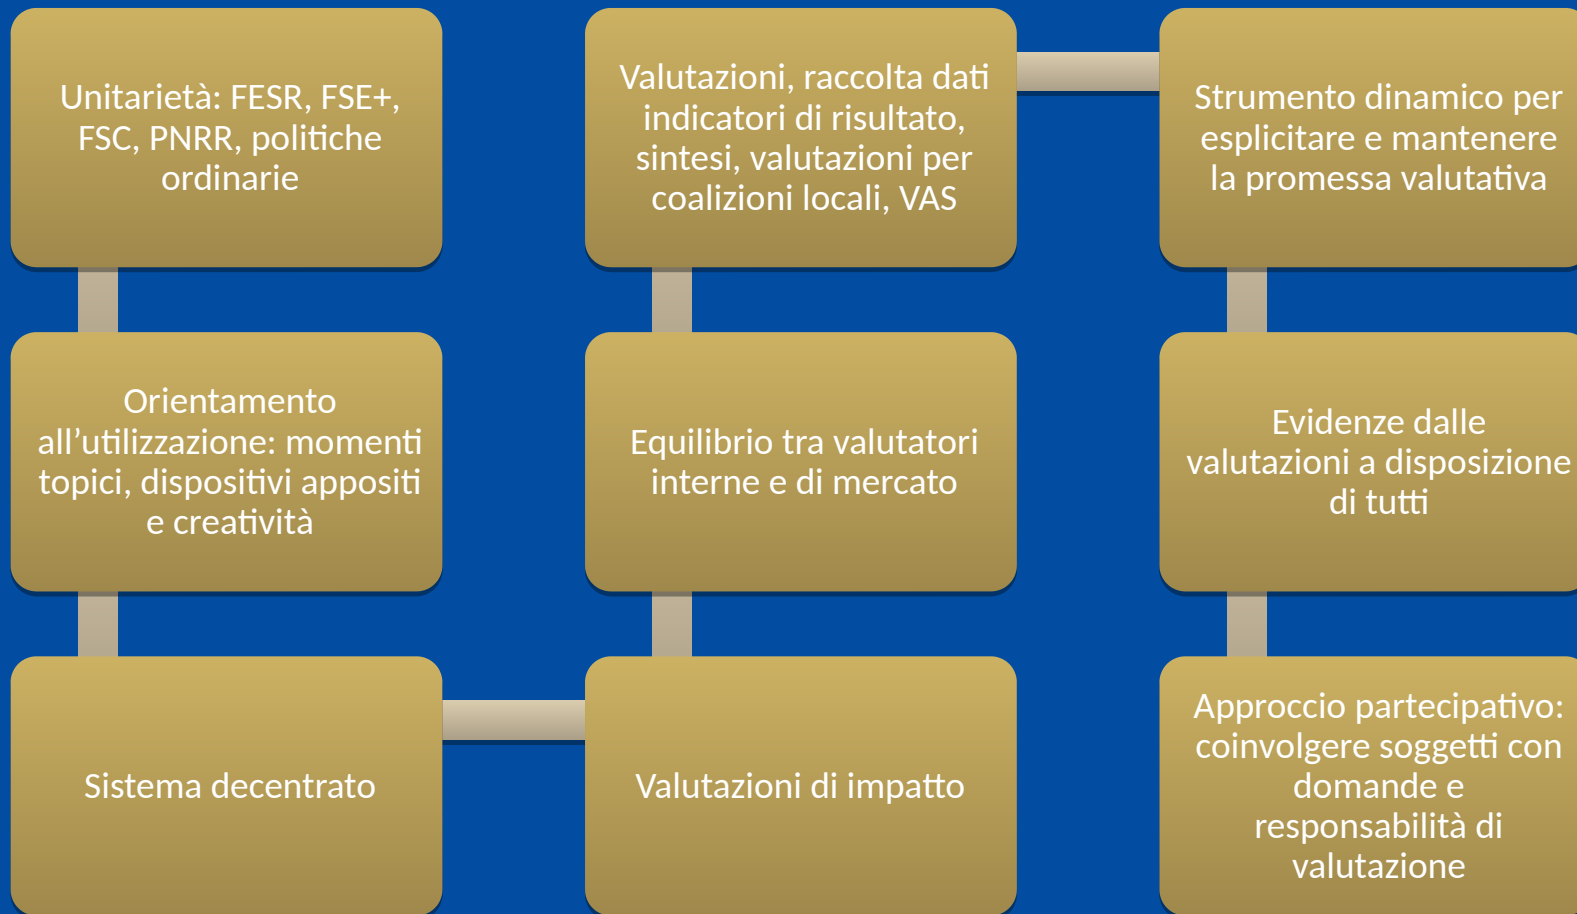 Unitarietà: FESR, FSE+,
FSC, PNRR, politiche
ordinarie
Orientamento
all’utilizzazione: momenti
topici, dispositivi appositi
e creatività
Sistema decentrato
Valutazioni di impatto
Equilibrio tra valutatori
interne e di mercato
Valutazioni, raccolta dati
indicatori di risultato,
sintesi, valutazioni per
coalizioni locali, VAS
Strumento dinamico per
esplicitare e mantenere
la promessa valutativa
Evidenze dalle
valutazioni a disposizione
di tutti
Approccio partecipativo:
coinvolgere soggetti con
domande e
responsabilità di
valutazione